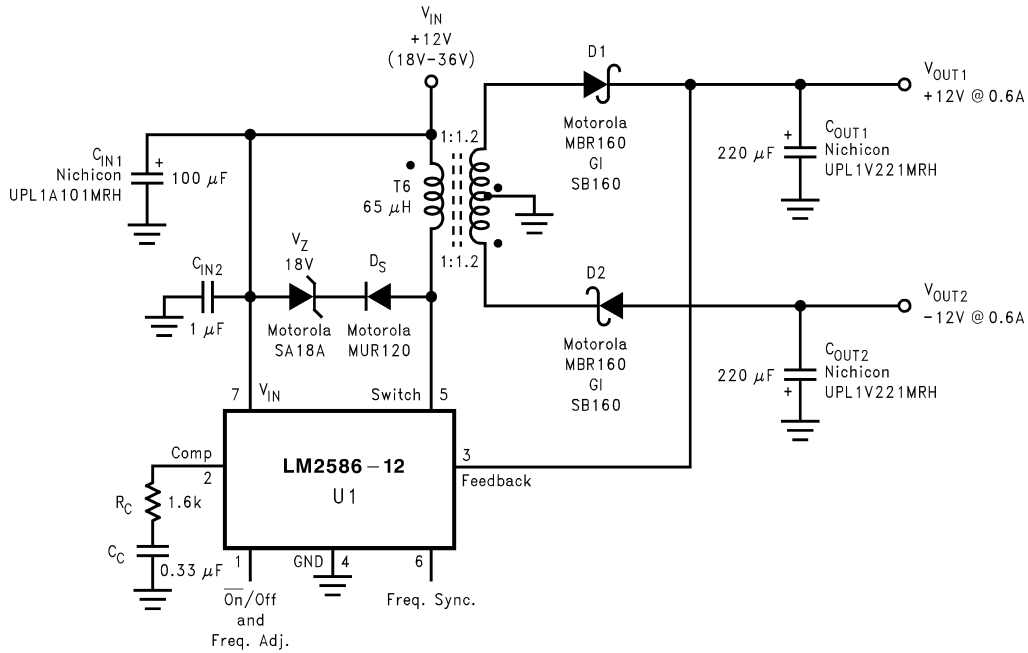 V_IN
+12V
(18V–36V)
D1
V_OUT1
+12V @ 0.6A
Motorola
MBR160
GI
SB160
1:1.2
C_IN1
Nichicon
UPL1A101MRH
+
100 μF
T6
65 μH
+
220 μF
C_OUT1
Nichicon
UPL1V221MRH
1:1.2
V_Z
18V
D_S
C_IN2
1 μF
Motorola
SA18A
Motorola
MUR120
D2
V_OUT2
−12V @ 0.6A
Motorola
MBR160
GI
SB160
220 μF
+
C_OUT2
Nichicon
UPL1V221MRH
7
V_IN
Switch
5
Comp
2
LM2586–12
U1
3
Feedback
R_C
1.6k
C_C
0.33 μF
1
GND
4
6
On/Off
and
Freq. Adj.
Freq. Sync.